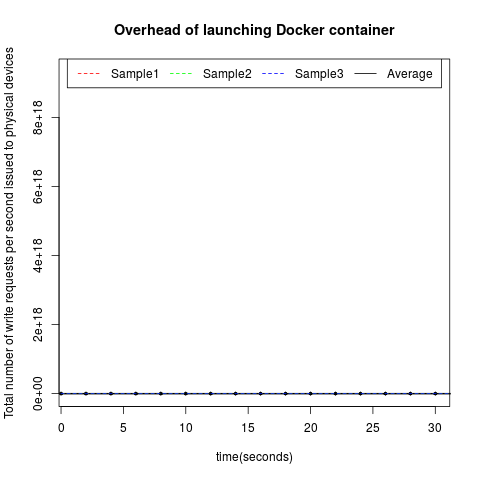 Overhead of launching Docker container
Sample1 Sample2 Sample3 Average
Total number of write requests per second issued to physical devices
8e+18
6e+18
4e+18
2e+18
0e+00
0 5 10 15 20 25 30
time(seconds)